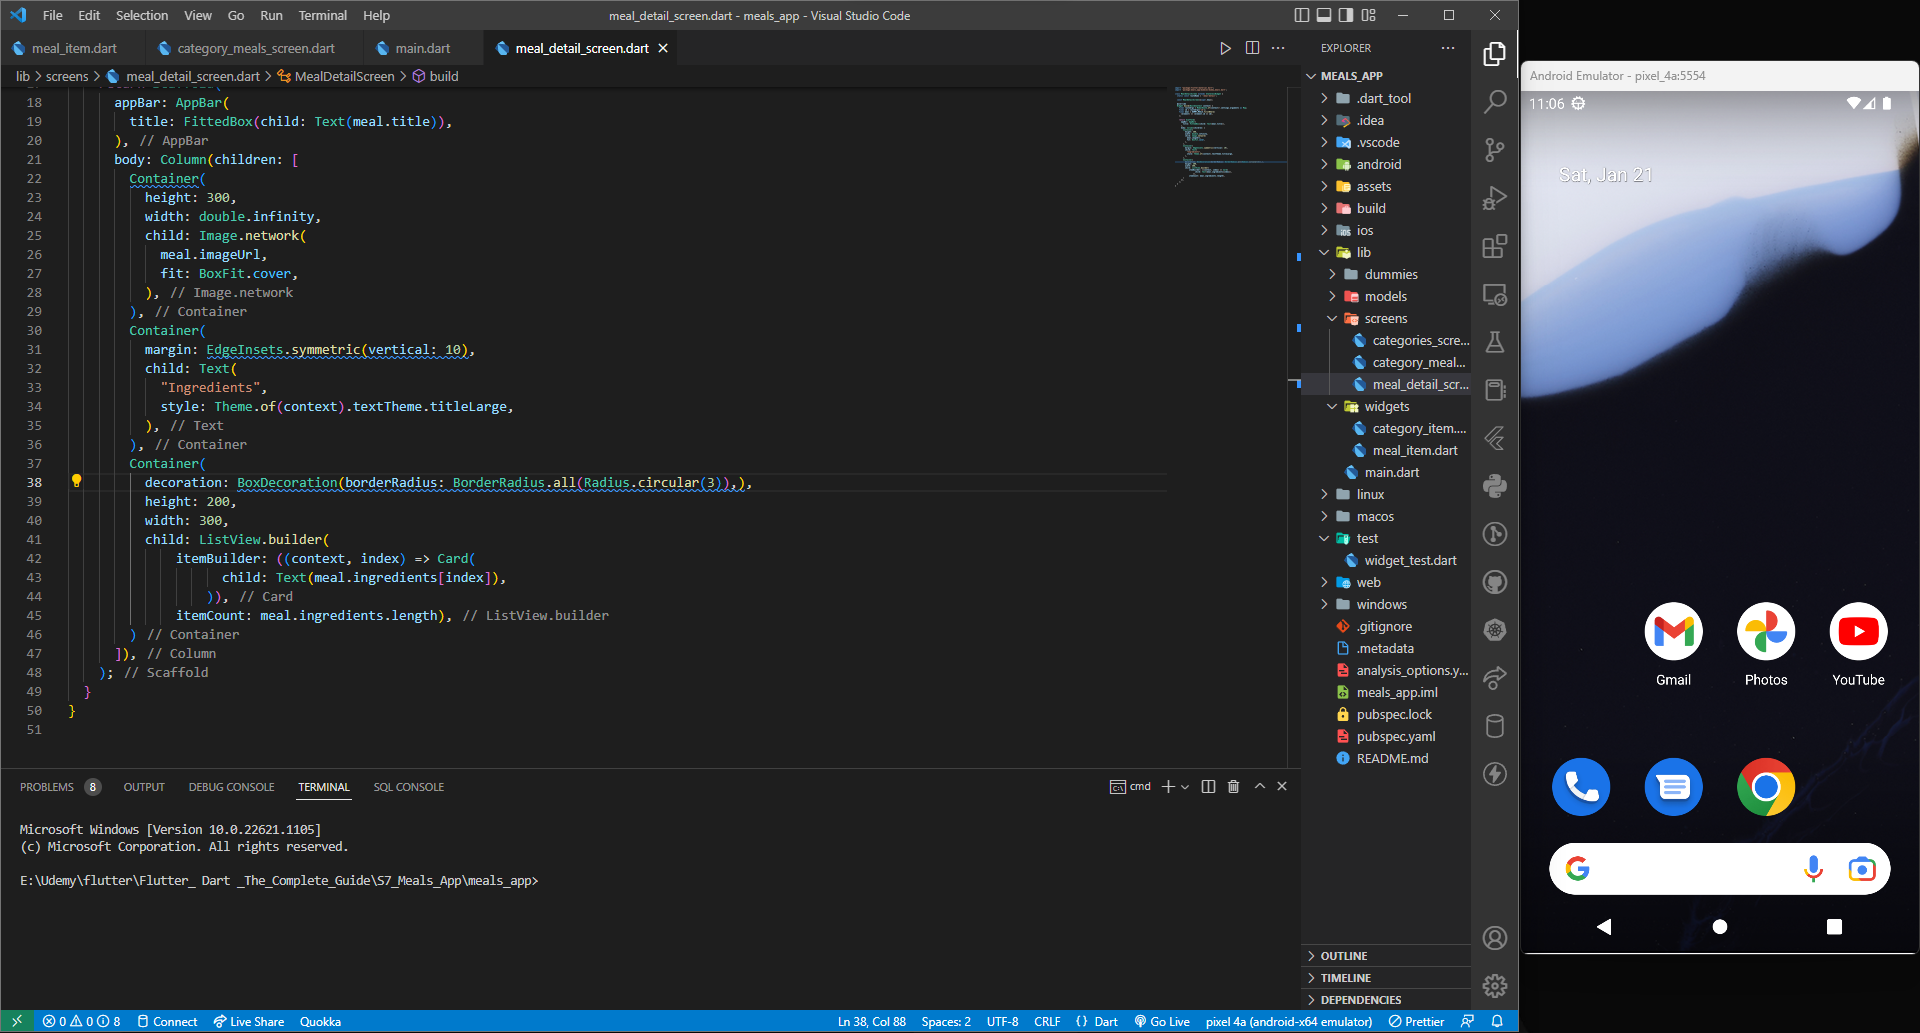 File Edit Selection View Go Run Terminal Help
meal_detail_screen.dart - meals_app - Visual Studio Code
meal_item.dart category_meals_screen.dart main.dart meal_detail_screen.dart
lib > screens > meal_detail_screen.dart > MealDetailScreen > build
18 appBar: AppBar(
19 title: FittedBox(child: Text(meal.title)),
20 ), // AppBar
21 body: Column(children: [
22 Container(
23 height: 300,
24 width: double.infinity,
25 child: Image.network(
26 meal.imageUrl,
27 fit: BoxFit.cover,
28 ), // Image.network
29 ), // Container
30 Container(
31 margin: EdgeInsets.symmetric(vertical: 10),
32 child: Text(
33 "Ingredients",
34 style: Theme.of(context).textTheme.titleLarge,
35 ), // Text
36 ), // Container
37 Container(
38 decoration: BoxDecoration(borderRadius: BorderRadius.all(Radius.circular(3)),),
39 height: 200,
40 width: 300,
41 child: ListView.builder(
42 itemBuilder: ((context, index) => Card(
43 child: Text(meal.ingredients[index]),
44 )), // Card
45 itemCount: meal.ingredients.length), // ListView.builder
46 ) // Container
47 ]), // Column
48 ); // Scaffold
49 }
50 }
51
PROBLEMS 8 OUTPUT DEBUG CONSOLE TERMINAL SQL CONSOLE
cmd
Microsoft Windows [Version 10.0.22621.1105]
(c) Microsoft Corporation. All rights reserved.
E:\Udemy\flutter\Flutter_ Dart _The_Complete_Guide\S7_Meals_App\meals_app>
EXPLORER
MEALS_APP
.dart_tool
.idea
.vscode
android
assets
build
ios
lib
dummies
models
screens
categories_scre...
category_meal...
meal_detail_scr...
widgets
category_item....
meal_item.dart
main.dart
linux
macos
test
widget_test.dart
web
windows
.gitignore
.metadata
analysis_options.y...
meals_app.iml
pubspec.lock
pubspec.yaml
README.md
OUTLINE
TIMELINE
DEPENDENCIES
0 0 8 Connect Live Share Quokka
Ln 38, Col 88 Spaces: 2 UTF-8 CRLF {} Dart Go Live pixel 4a (android-x64 emulator) Prettier
Android Emulator - pixel_4a:5554
11:06
Sat, Jan 21
Gmail Photos YouTube